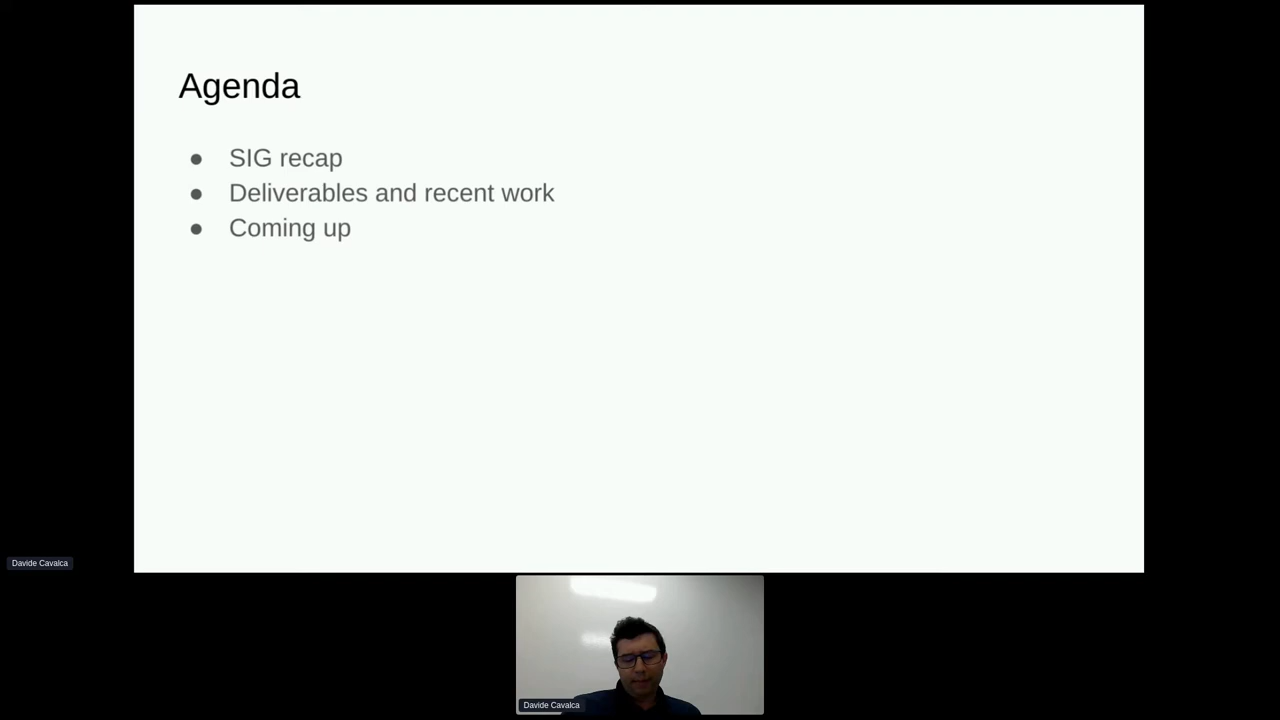 Agenda
● SIG recap
● Deliverables and recent work
● Coming up
Davide Cavalca
Davide Cavalca